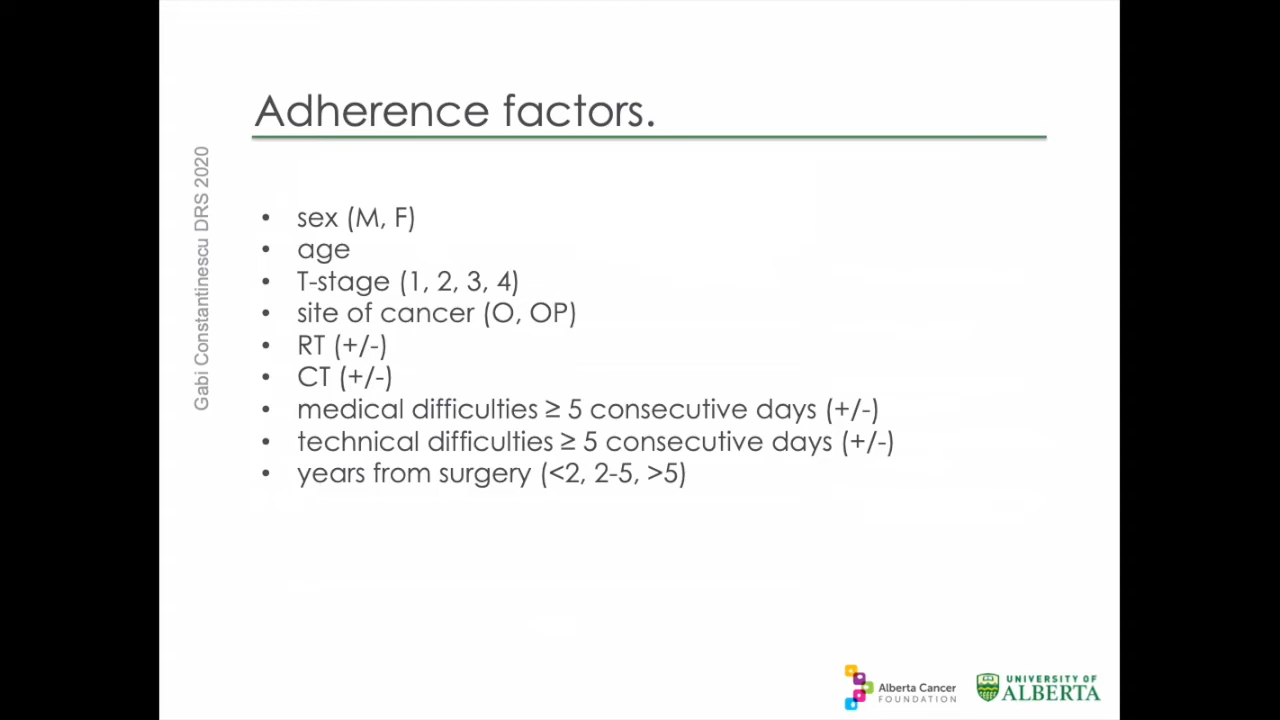 Adherence factors.
Gabi Constantinescu DRS 2020
• sex (M, F)
• age
• T-stage (1, 2, 3, 4)
• site of cancer (O, OP)
• RT (+/-)
• CT (+/-)
• medical difficulties ≥ 5 consecutive days (+/-)
• technical difficulties ≥ 5 consecutive days (+/-)
• years from surgery (<2, 2-5, >5)
Alberta Cancer
FOUNDATION
UNIVERSITY OF
ALBERTA